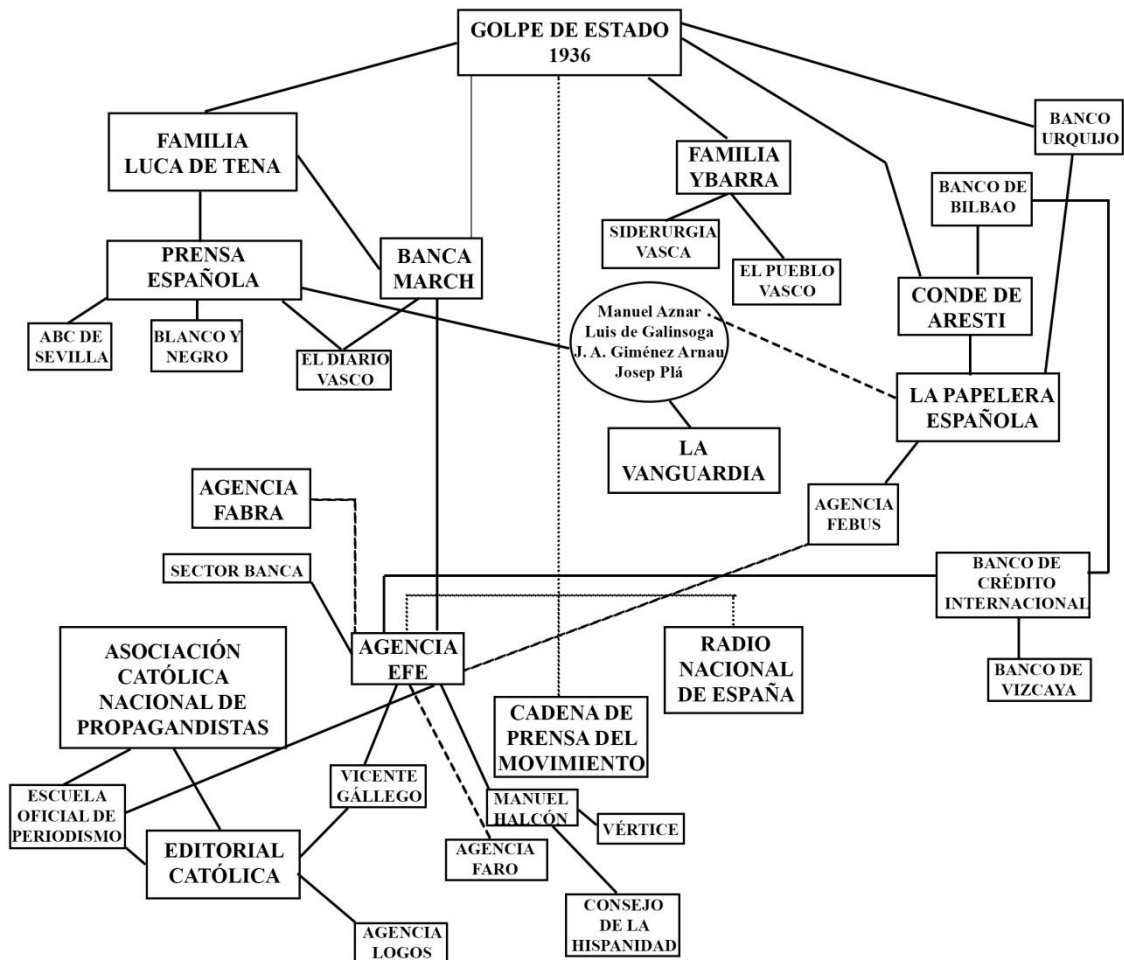 GOLPE DE ESTADO
1936
FAMILIA
LUCA DE TENA
FAMILIA
YBARRA
BANCO
URQUIJO
BANCO DE
BILBAO
PRENSA
ESPAÑOLA
BANCA
MARCH
SIDERURGIA
VASCA
EL PUEBLO
VASCO
CONDE DE
ARESTI
ABC DE
SEVILLA
BLANCO Y
NEGRO
EL DIARIO
VASCO
Manuel Aznar
Luis de Galinsoga
J. A. Giménez Arnau
Josep Plá
LA PAPELERA
ESPAÑOLA
LA
VANGUARDIA
AGENCIA
FABRA
AGENCIA
FEBUS
SECTOR BANCA
BANCO DE
CRÉDITO
INTERNACIONAL
ASOCIACIÓN
CATÓLICA
NACIONAL DE
PROPAGANDISTAS
AGENCIA
EFE
RADIO
NACIONAL
DE ESPAÑA
BANCO DE
VIZCAYA
CADENA DE
PRENSA DEL
MOVIMIENTO
ESCUELA
OFICIAL DE
PERIODISMO
VICENTE
GÁLLEGO
MANUEL
HALCÓN
VÉRTICE
EDITORIAL
CATÓLICA
AGENCIA
FARO
AGENCIA
LOGOS
CONSEJO
DE LA
HISPANIDAD